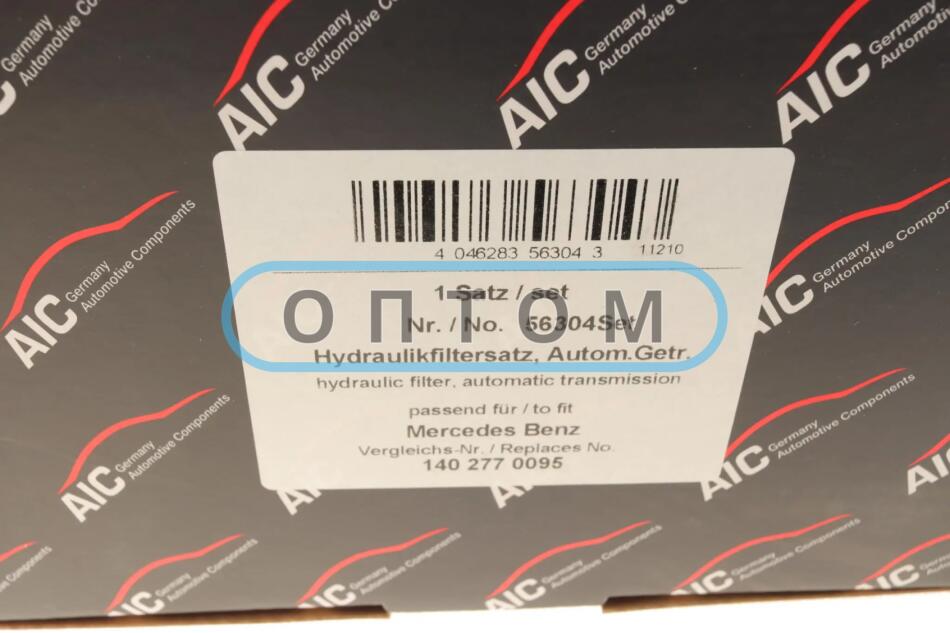 AIC Germany
Automotive Components
4 046283 56304 3 11210
1 Satz / set
ОПТОМ
Nr. / No. 56304Set
Hydraulikfiltersatz, Autom.Getr.
hydraulic filter, automatic transmission
passend für / to fit
Mercedes Benz
Vergleichs-Nr. / Replaces No.
140 277 0095